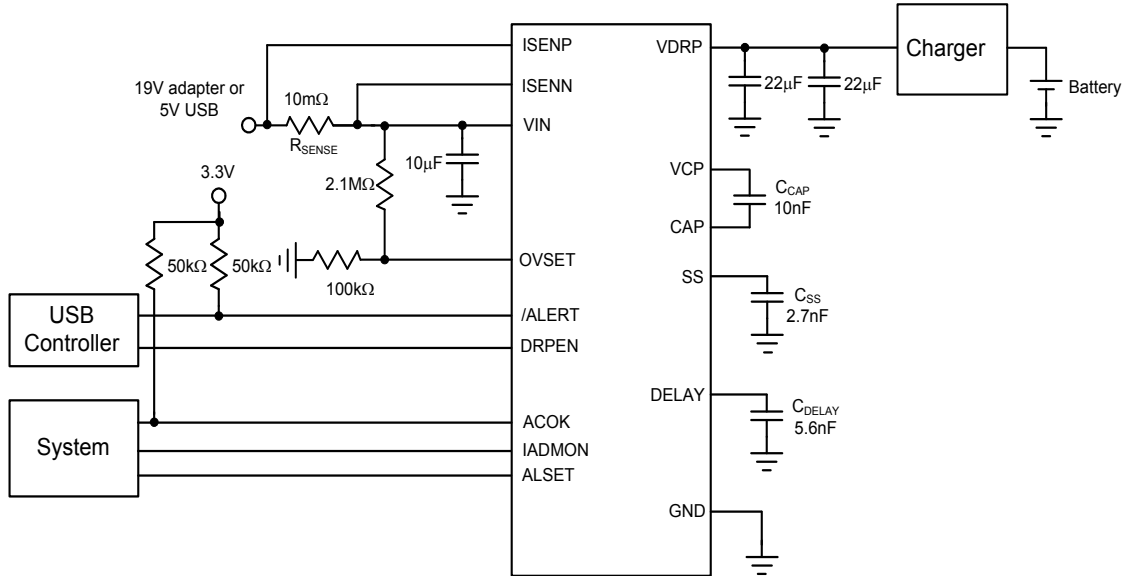 ISENP
ISENN
VIN
OVSET
/ALERT
DRPEN
ACOK
IADMON
ALSET
VDRP
VCP
CAP
SS
DELAY
GND
19V adapter or
5V USB
10mΩ
RSENSE
10μF
2.1MΩ
3.3V
50kΩ
50kΩ
100kΩ
USB
Controller
System
22μF
22μF
Charger
Battery
CCAP
10nF
CSS
2.7nF
CDELAY
5.6nF